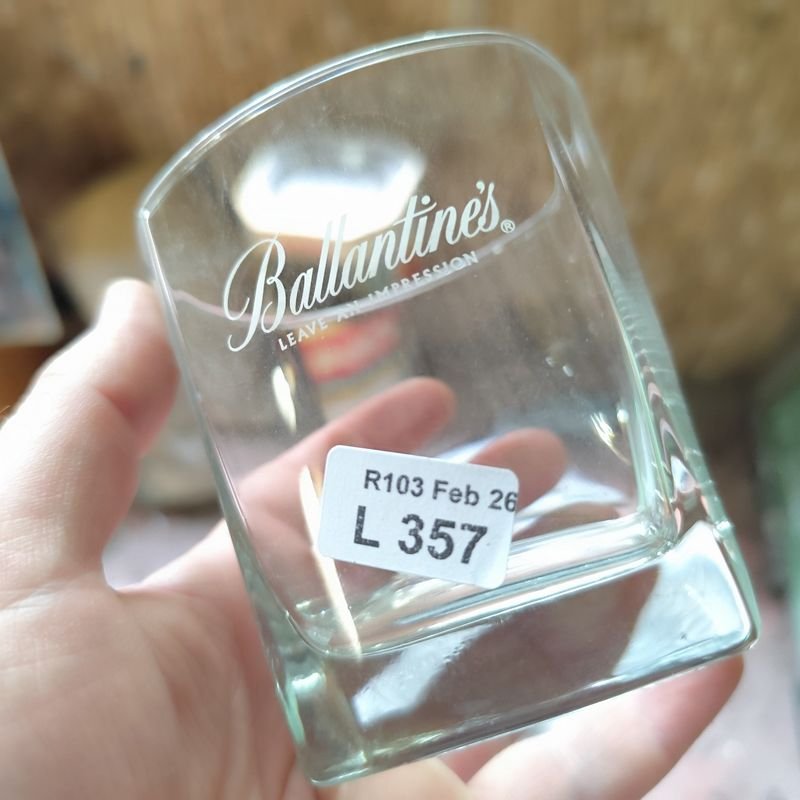 Ballantine's®
LEAVE AN IMPRESSION
R103 Feb 26
L 357